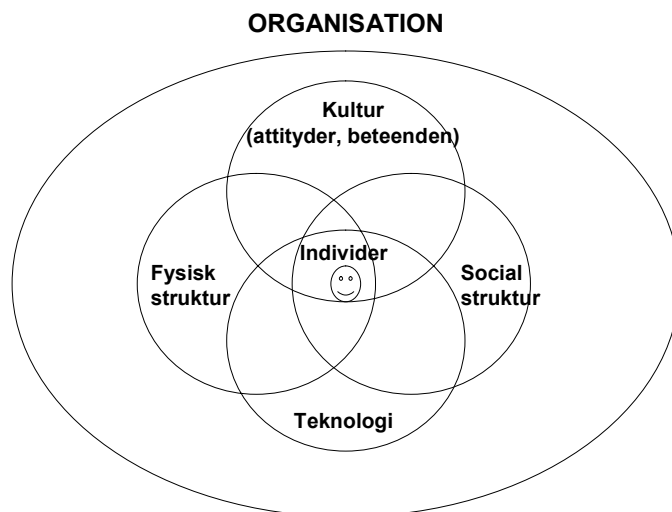 ORGANISATION
Kultur
(attityder, beteenden)
Individer
Fysisk
struktur
Social
struktur
Teknologi